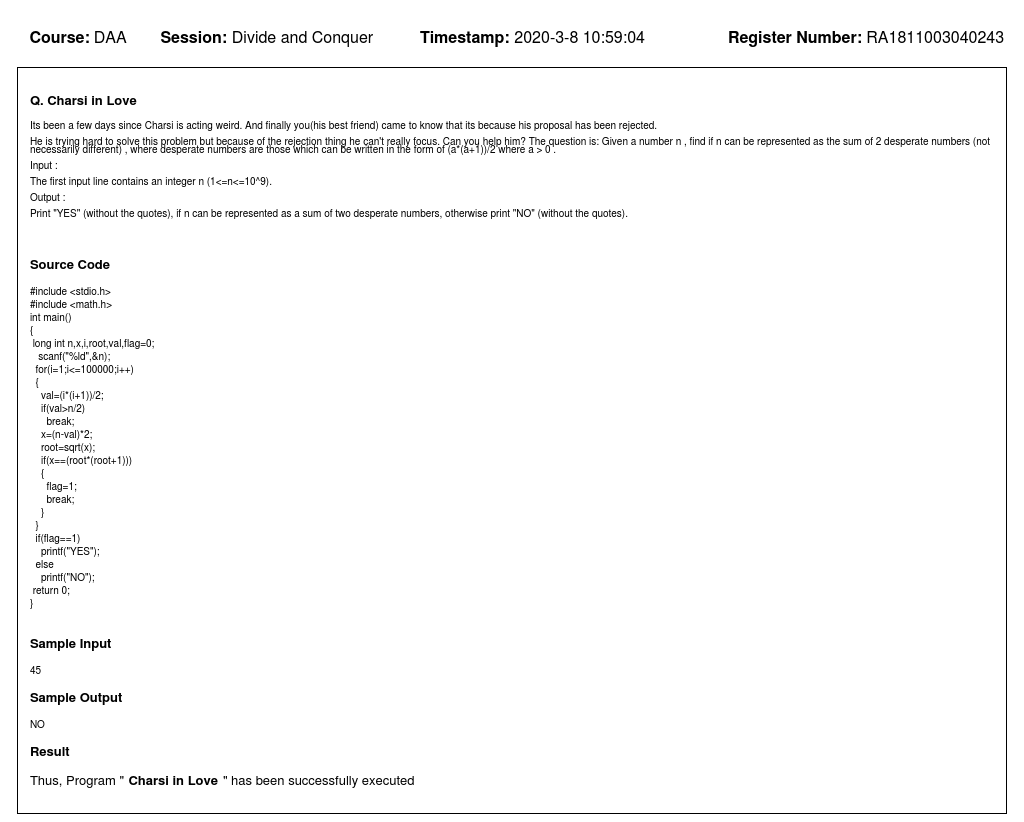 Course: DAA Session: Divide and Conquer Timestamp: 2020-3-8 10:59:04 Register Number: RA1811003040243
Q. Charsi in Love
Its been a few days since Charsi is acting weird. And finally you(his best friend) came to know that its because his proposal has been rejected.
He is trying hard to solve this problem but because of the rejection thing he can't really focus. Can you help him? The question is: Given a number n , find if n can be represented as the sum of 2 desperate numbers (not
necessarily different) , where desperate numbers are those which can be written in the form of (a*(a+1))/2 where a > 0 .
Input :
The first input line contains an integer n (1<=n<=10^9).
Output :
Print "YES" (without the quotes), if n can be represented as a sum of two desperate numbers, otherwise print "NO" (without the quotes).
Source Code
#include <stdio.h>
#include <math.h>
int main()
{
long int n,x,i,root,val,flag=0;
scanf("%ld",&n);
for(i=1;i<=100000;i++)
{
val=(i*(i+1))/2;
if(val>n/2)
break;
x=(n-val)*2;
root=sqrt(x);
if(x==(root*(root+1)))
{
flag=1;
break;
}
}
if(flag==1)
printf("YES");
else
printf("NO");
return 0;
}
Sample Input
45
Sample Output
NO
Result
Thus, Program " Charsi in Love " has been successfully executed